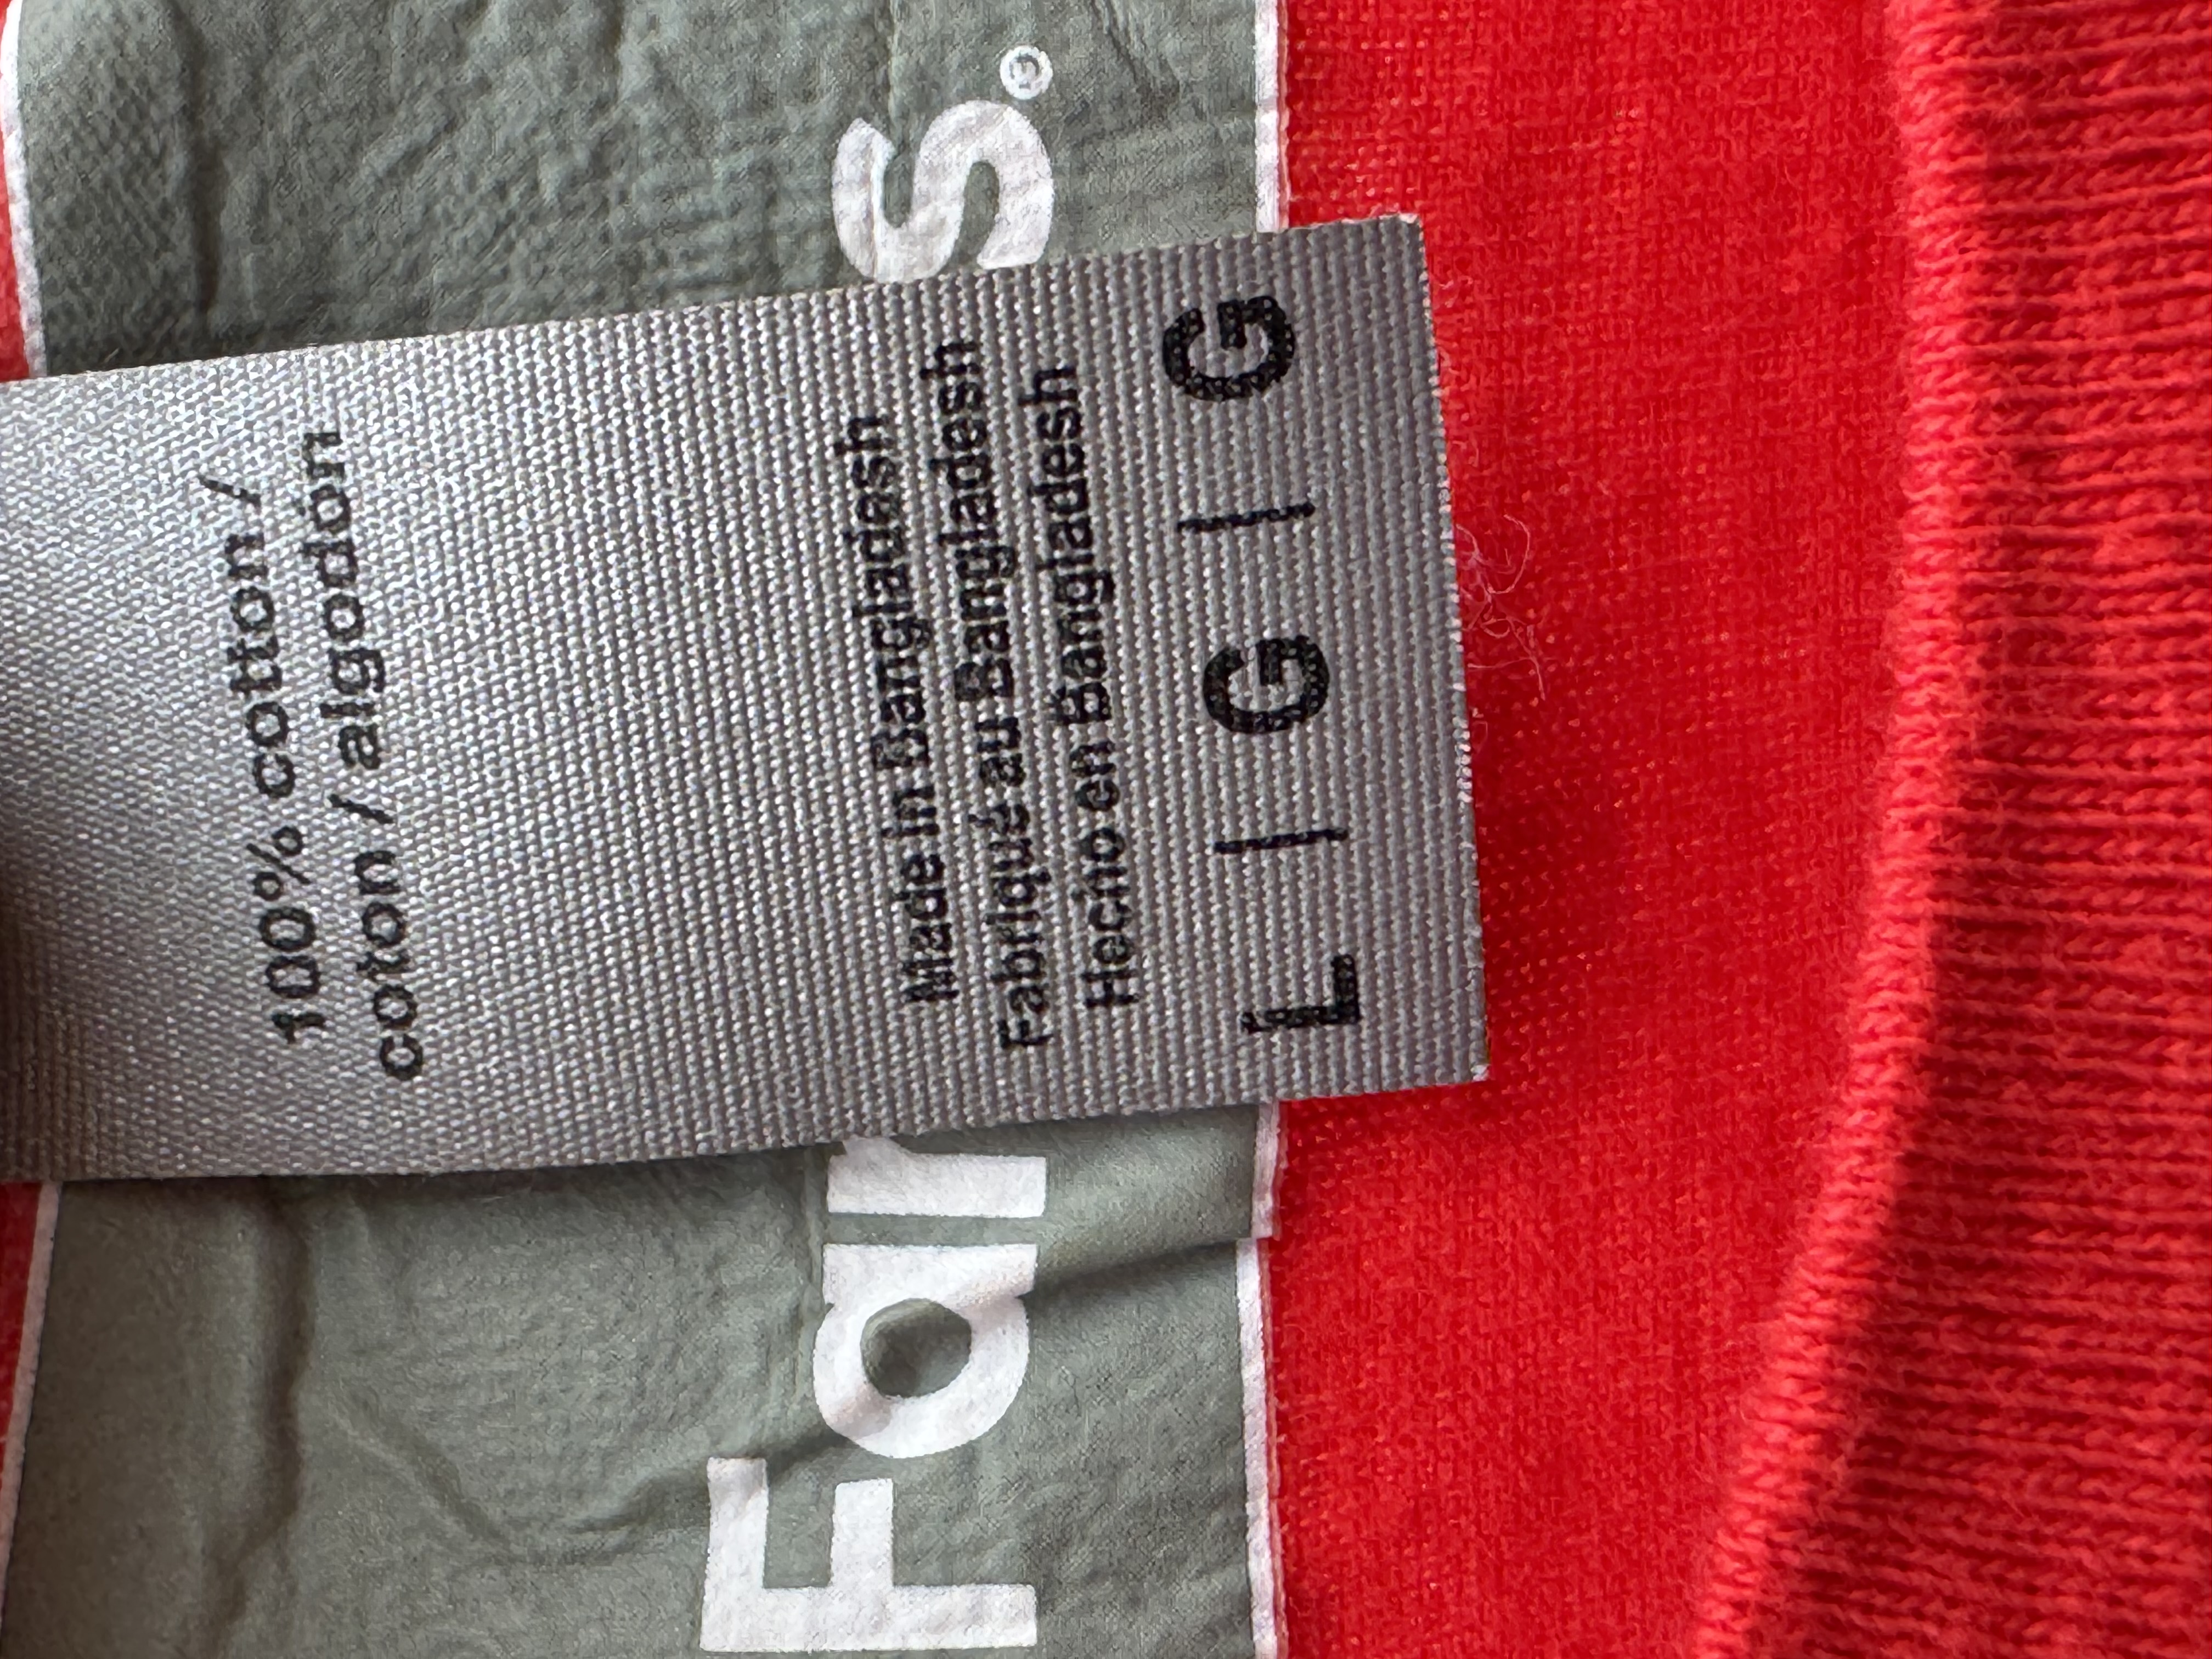 100% cotton /
coton / algodón
Made in Bangladesh
Fabriqué au Bangladesh
Hecho en Bangladesh
L | G | G